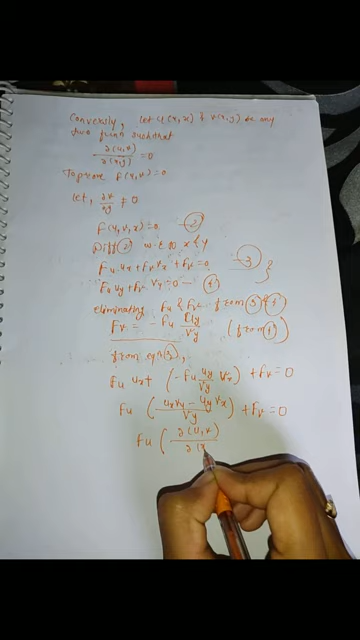 Conversly, let u(x,y) & v(x,y) be any
two funcn such that
∂(u,v)/∂(x,y) = 0
To prove F(u,v)=0
let, ∂v/∂y ≠ 0
F(u,v,x)=0 —②
Diff ② w.r.to x & y
Fu·ux + Fv Vx + Fx = 0 —③
Fu uy + Fv Vy = 0 — ④
eliminating Fu & Fv from ③ & ④
Fv = -Fu uy/Vy (from ④)
from eqn ③,
Fu ux + (-Fu uy/Vy Vx) + Fx = 0
Fu ( (ux Vy - uy Vx)/Vy ) + Fx = 0
Fu ( ∂(u,v)/∂(x